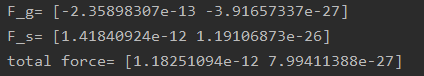 F_g= [-2.35898307e-13 -3.91657337e-27]
F_s= [1.41840924e-12 1.19106873e-26]
total force= [1.18251094e-12 7.99411388e-27]